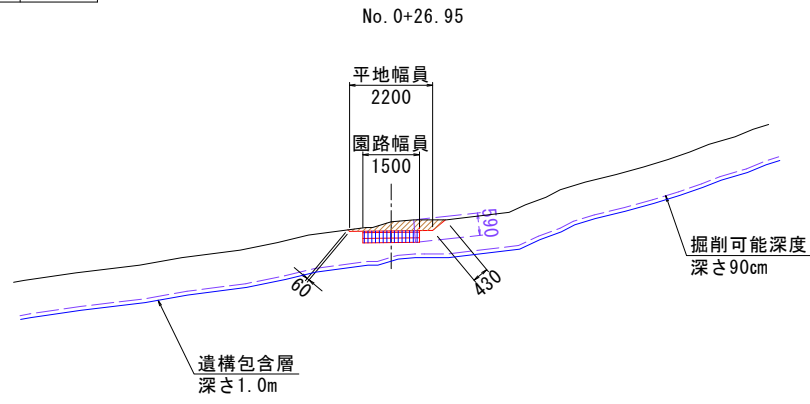 No.0+26.95
平地幅員
2200
園路幅員
1500
590
60
430
掘削可能深度
深さ90cm
遺構包含層
深さ1.0m